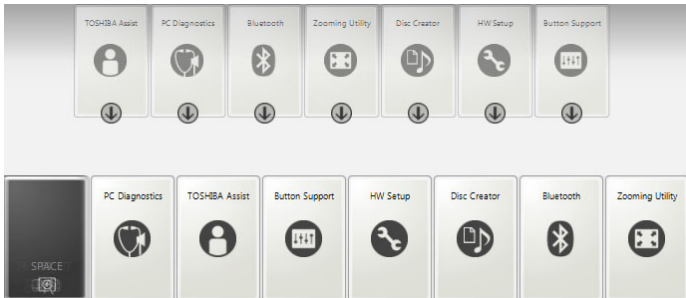 TOSHIBA Assist
PC Diagnostics
Bluetooth
Zooming Utility
Disc Creator
HW Setup
Button Support
PC Diagnostics
TOSHIBA Assist
Button Support
HW Setup
Disc Creator
Bluetooth
Zooming Utility
SPACE